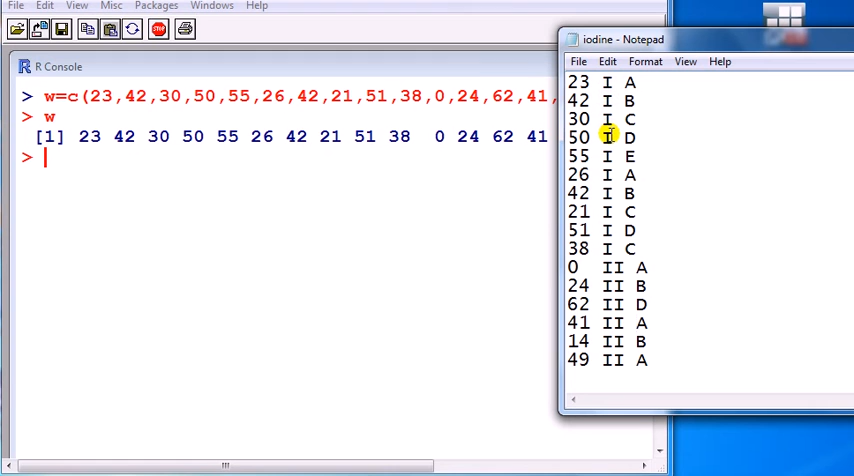 File Edit View Misc Packages Windows Help
R Console
> w=c(23,42,30,50,55,26,42,21,51,38,0,24,62,41,
> w
[1] 23 42 30 50 55 26 42 21 51 38 0 24 62 41
>
iodine - Notepad
File Edit Format View Help
23 I A
42 I B
30 I C
50 I D
55 I E
26 I A
42 I B
21 I C
51 I D
38 I C
0 II A
24 II B
62 II D
41 II A
14 II B
49 II A